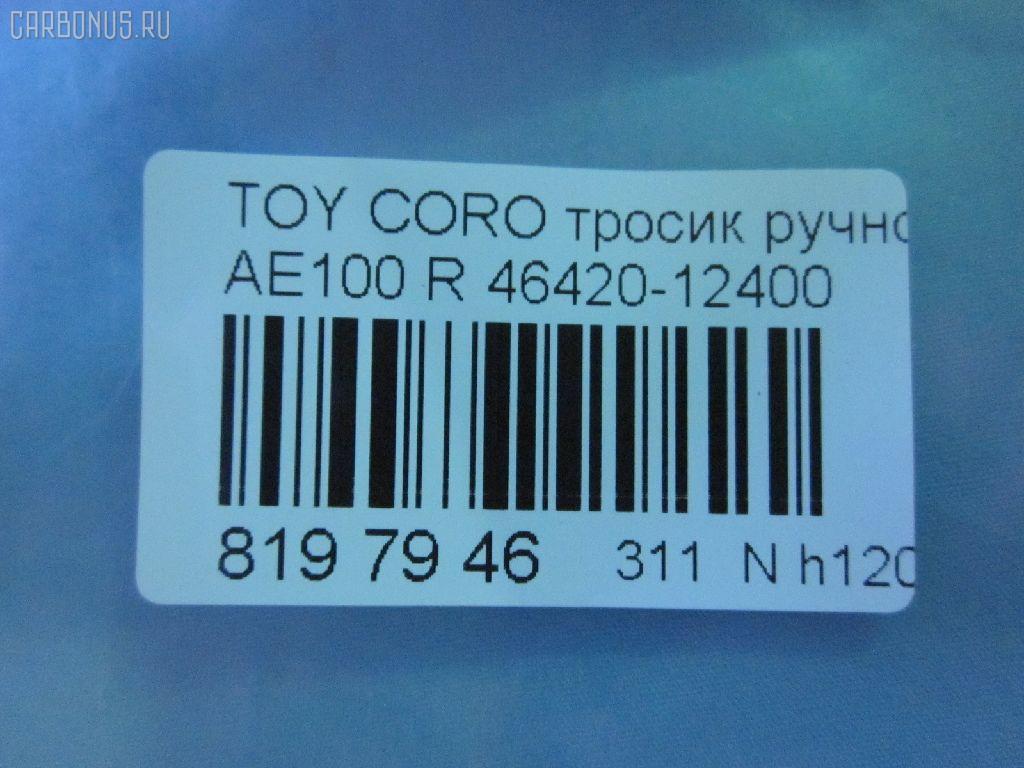 CARBONUS.RU
TOY CORO тросик ручно
AE100 R 46420-12400
819 79 46 311 N h120